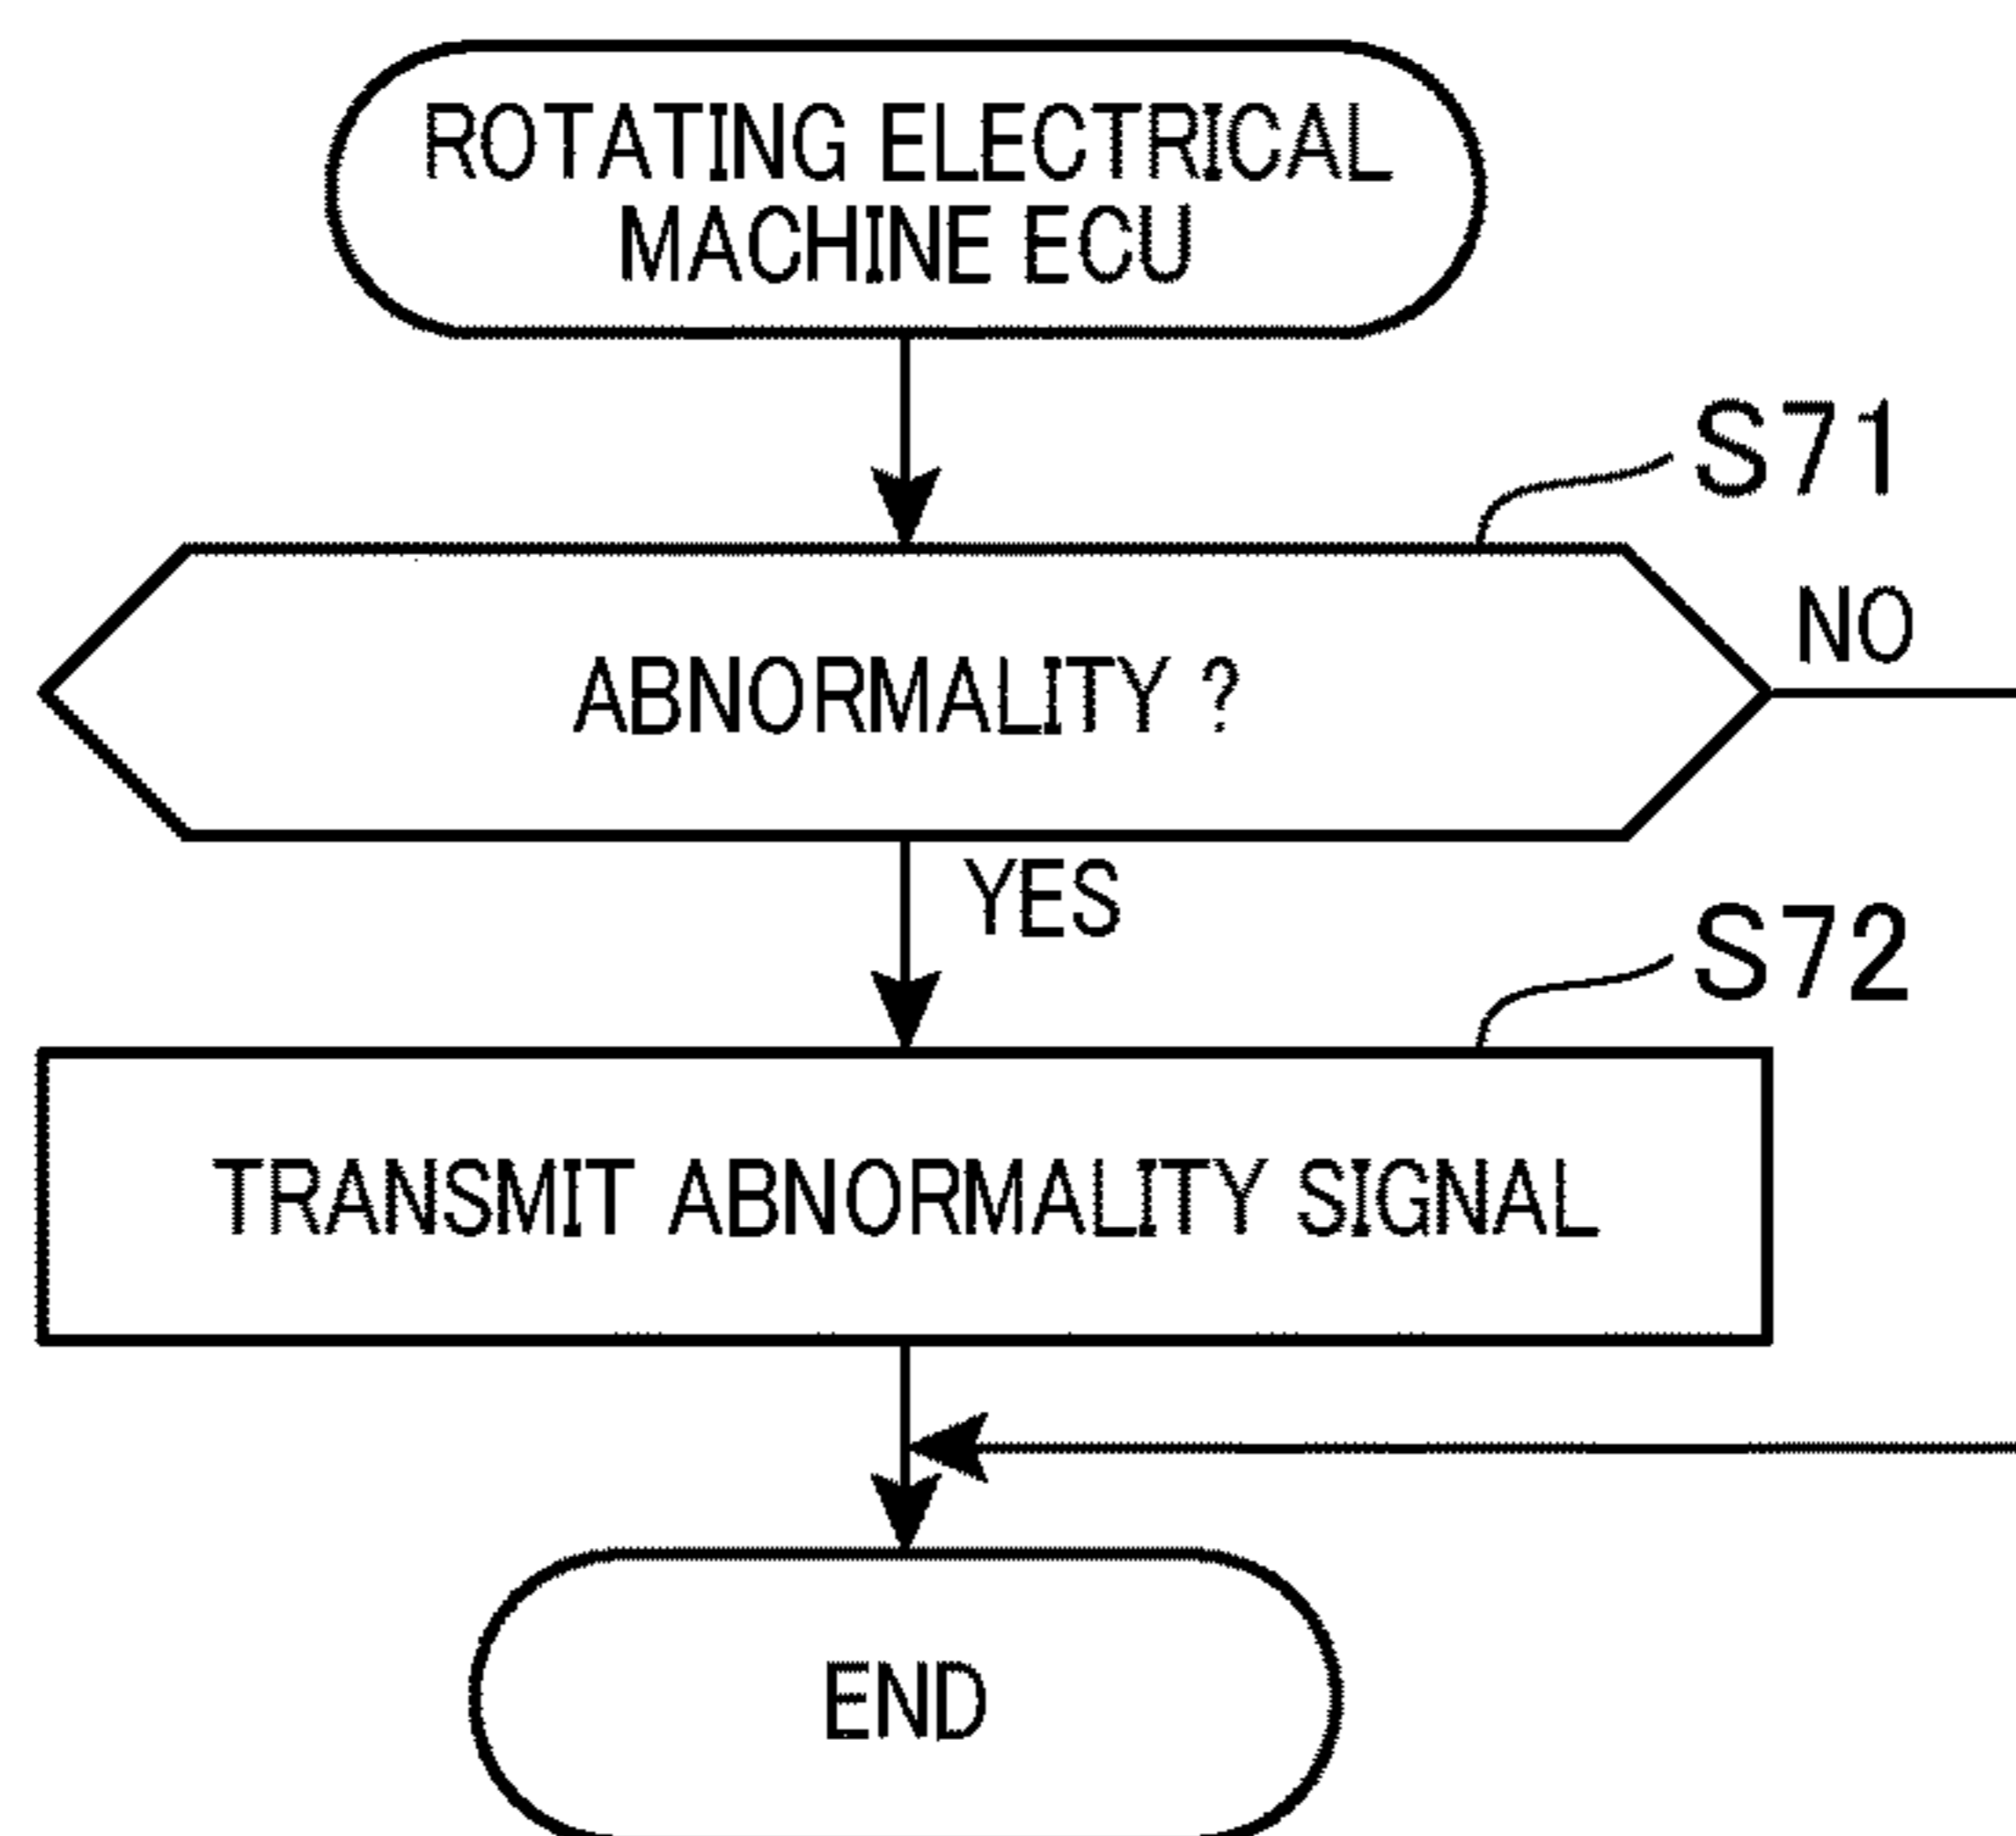 ROTATING ELECTRICAL
MACHINE ECU
S71
ABNORMALITY ?
NO
YES
S72
TRANSMIT ABNORMALITY SIGNAL
END